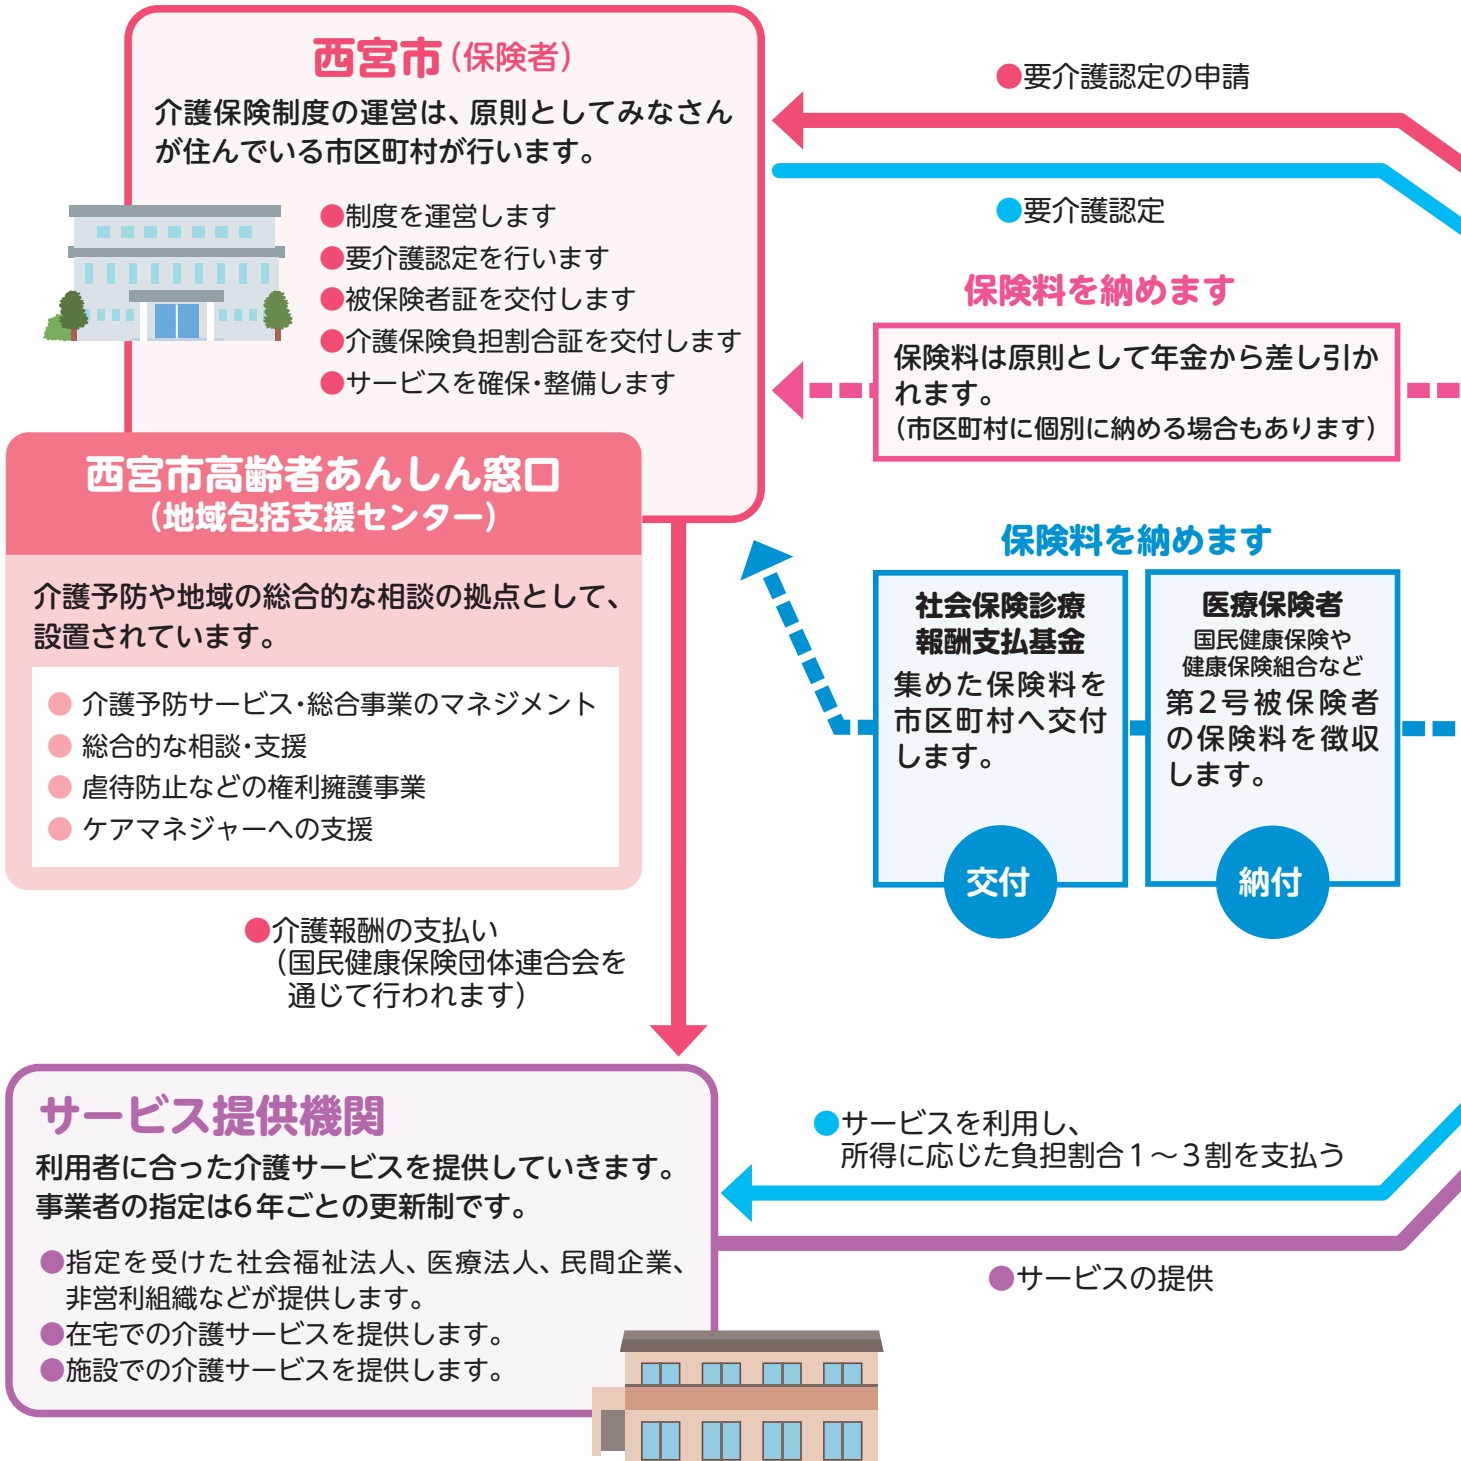 西宮市(保険者)
介護保険制度の運営は、原則としてみなさん
が住んでいる市区町村が行います。
●制度を運営します
●要介護認定を行います
●被保険者証を交付します
●介護保険負担割合証を交付します
●サービスを確保・整備します
西宮市高齢者あんしん窓口
(地域包括支援センター)
介護予防や地域の総合的な相談の拠点として、
設置されています。
● 介護予防サービス・総合事業のマネジメント
● 総合的な相談・支援
● 虐待防止などの権利擁護事業
● ケアマネジャーへの支援
●要介護認定の申請
●要介護認定
保険料を納めます
保険料は原則として年金から差し引か
れます。
(市区町村に個別に納める場合もあります)
保険料を納めます
社会保険診療
報酬支払基金
集めた保険料を
市区町村へ交付
します。
交付
医療保険者
国民健康保険や
健康保険組合など
第2号被保険者
の保険料を徴収
します。
納付
●介護報酬の支払い
(国民健康保険団体連合会を
通じて行われます)
サービス提供機関
利用者に合った介護サービスを提供していきます。
事業者の指定は6年ごとの更新制です。
●指定を受けた社会福祉法人、医療法人、民間企業、
非営利組織などが提供します。
●在宅での介護サービスを提供します。
●施設での介護サービスを提供します。
●サービスを利用し、
所得に応じた負担割合1～3割を支払う
●サービスの提供